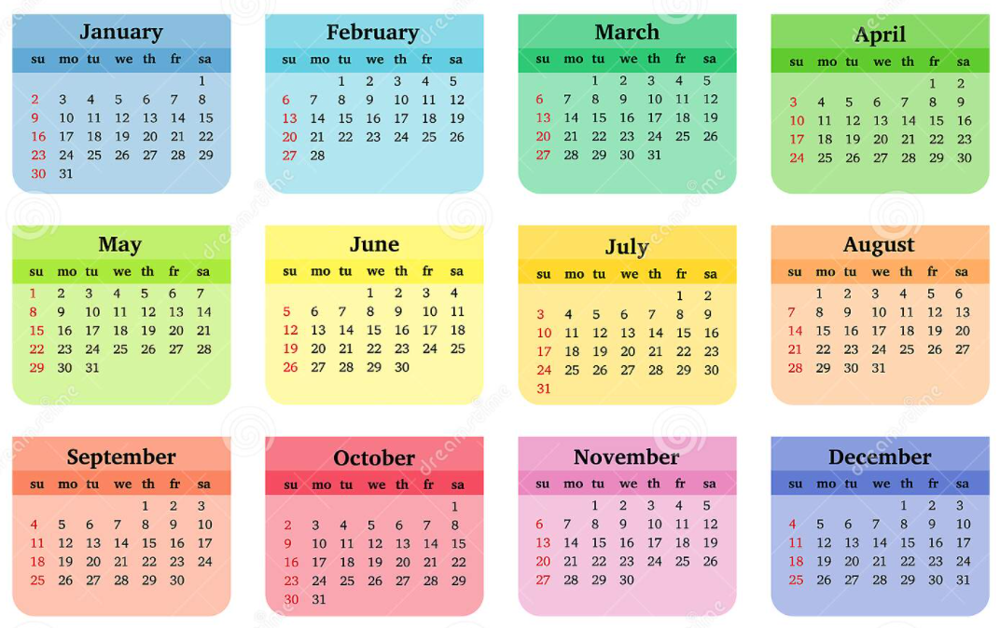 January
su mo tu we th fr sa
1
2 3 4 5 6 7 8
9 10 11 12 13 14 15
16 17 18 19 20 21 22
23 24 25 26 27 28 29
30 31
February
su mo tu we th fr sa
1 2 3 4 5
6 7 8 9 10 11 12
13 14 15 16 17 18 19
20 21 22 23 24 25 26
27 28
March
su mo tu we th fr sa
1 2 3 4 5
6 7 8 9 10 11 12
13 14 15 16 17 18 19
20 21 22 23 24 25 26
27 28 29 30 31
April
su mo tu we th fr sa
1 2
3 4 5 6 7 8 9
10 11 12 13 14 15 16
17 18 19 20 21 22 23
24 25 26 27 28 29 30
May
su mo tu we th fr sa
1 2 3 4 5 6 7
8 9 10 11 12 13 14
15 16 17 18 19 20 21
22 23 24 25 26 27 28
29 30 31
June
su mo tu we th fr sa
1 2 3 4
5 6 7 8 9 10 11
12 13 14 15 16 17 18
19 20 21 22 23 24 25
26 27 28 29 30
July
su mo tu we th fr sa
1 2
3 4 5 6 7 8 9
10 11 12 13 14 15 16
17 18 19 20 21 22 23
24 25 26 27 28 29 30
31
August
su mo tu we th fr sa
1 2 3 4 5 6
7 8 9 10 11 12 13
14 15 16 17 18 19 20
21 22 23 24 25 26 27
28 29 30 31
September
su mo tu we th fr sa
1 2 3
4 5 6 7 8 9 10
11 12 13 14 15 16 17
18 19 20 21 22 23 24
25 26 27 28 29 30
October
su mo tu we th fr sa
1
2 3 4 5 6 7 8
9 10 11 12 13 14 15
16 17 18 19 20 21 22
23 24 25 26 27 28 29
30 31
November
su mo tu we th fr sa
1 2 3 4 5
6 7 8 9 10 11 12
13 14 15 16 17 18 19
20 21 22 23 24 25 26
27 28 29 30
December
su mo tu we th fr sa
1 2 3
4 5 6 7 8 9 10
11 12 13 14 15 16 17
18 19 20 21 22 23 24
25 26 27 28 29 30 31
dreamstime
dreamstime
dreamstime
dreamstime